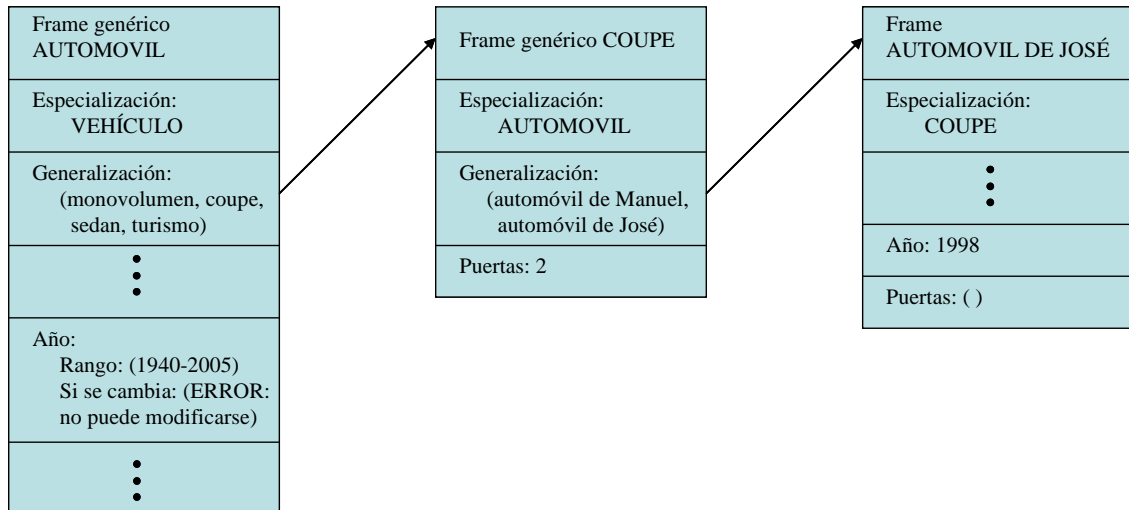 Frame genérico
AUTOMOVIL
Especialización:
VEHÍCULO
Generalización:
(monovolumen, coupe,
sedan, turismo)
Año:
Rango: (1940-2005)
Si se cambia: (ERROR:
no puede modificarse)
Frame genérico COUPE
Especialización:
AUTOMOVIL
Generalización:
(automóvil de Manuel,
automóvil de José)
Puertas: 2
Frame
AUTOMOVIL DE JOSÉ
Especialización:
COUPE
Año: 1998
Puertas: ( )